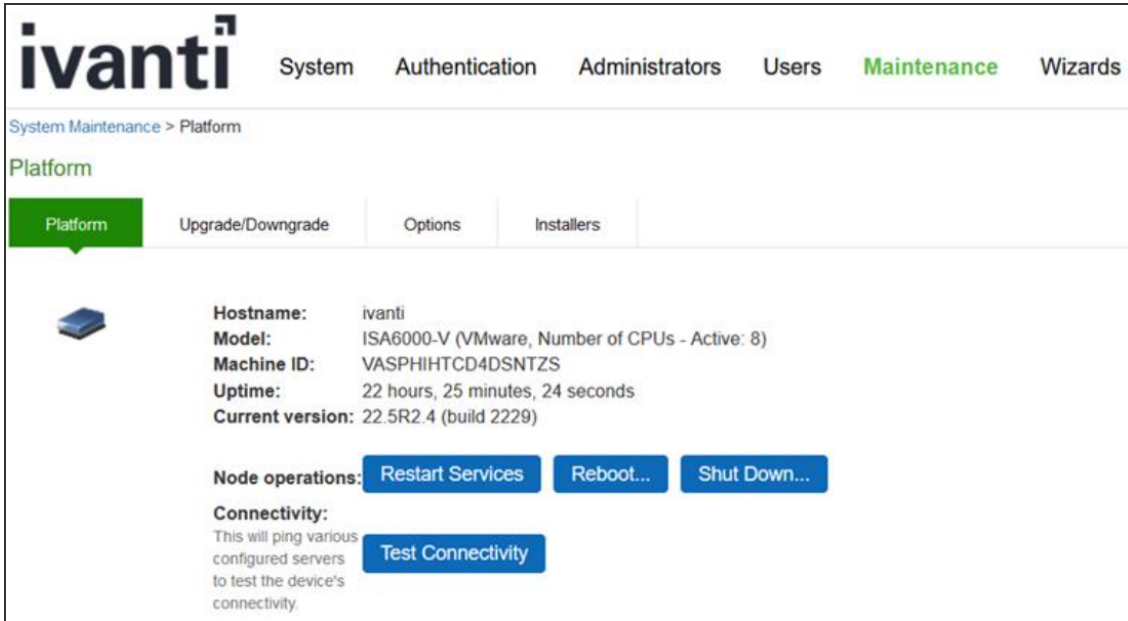 ivanti
System Authentication Administrators Users Maintenance Wizards
System Maintenance > Platform
Platform
Platform Upgrade/Downgrade Options Installers
Hostname: ivanti
Model: ISA6000-V (VMware, Number of CPUs - Active: 8)
Machine ID: VASPHIHTCD4DSNTZS
Uptime: 22 hours, 25 minutes, 24 seconds
Current version: 22.5R2.4 (build 2229)
Node operations: Restart Services Reboot... Shut Down...
Connectivity:
This will ping various
configured servers
to test the device's
connectivity.
Test Connectivity